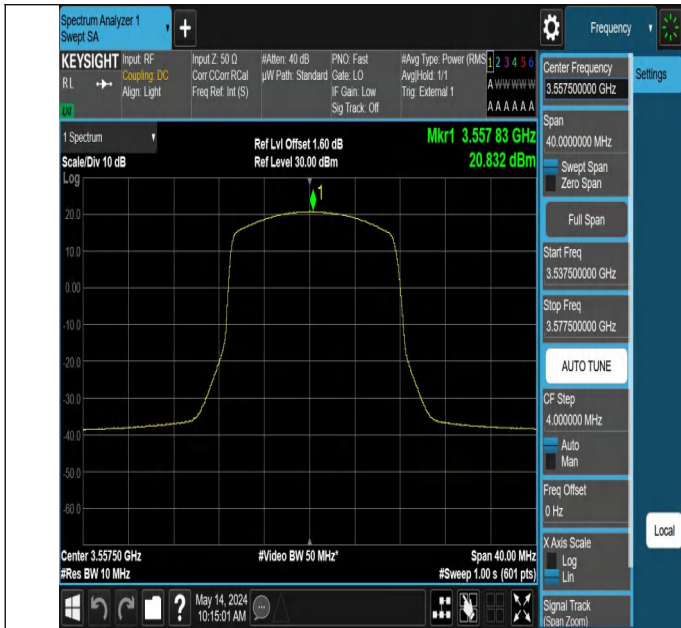 Spectrum Analyzer 1
Swept SA
+
Frequency
KEYSIGHT
RL
Input: RF
Coupling: DC
Align: Light
Input Z: 50 Ω
Corr CCorr RCal
Freq Ref: Int (S)
#Atten: 40 dB
µW Path: Standard
PNO: Fast
Gate: LO
IF Gain: Low
Sig Track: Off
#Avg Type: Power (RMS
Avg|Hold: 1/1
Trig: External 1
1 2 3 4 5 6
A W W W W W
A A A A A A
1 Spectrum
Scale/Div 10 dB
Log
Ref Lvl Offset 1.60 dB
Ref Level 30.00 dBm
Mkr1 3.557 83 GHz
20.832 dBm
1
20.0
10.0
0.00
-10.0
-20.0
-30.0
-40.0
-50.0
-60.0
Center 3.55750 GHz
#Res BW 10 MHz
#Video BW 50 MHz*
Span 40.00 MHz
#Sweep 1.00 s (601 pts)
Center Frequency
3.557500000 GHz
Settings
Span
40.0000000 MHz
Swept Span
Zero Span
Full Span
Start Freq
3.537500000 GHz
Stop Freq
3.577500000 GHz
AUTO TUNE
CF Step
4.000000 MHz
Auto
Man
Freq Offset
0 Hz
X Axis Scale
Log
Lin
Local
Signal Track
(Span Zoom)
?
May 14, 2024
10:15:01 AM